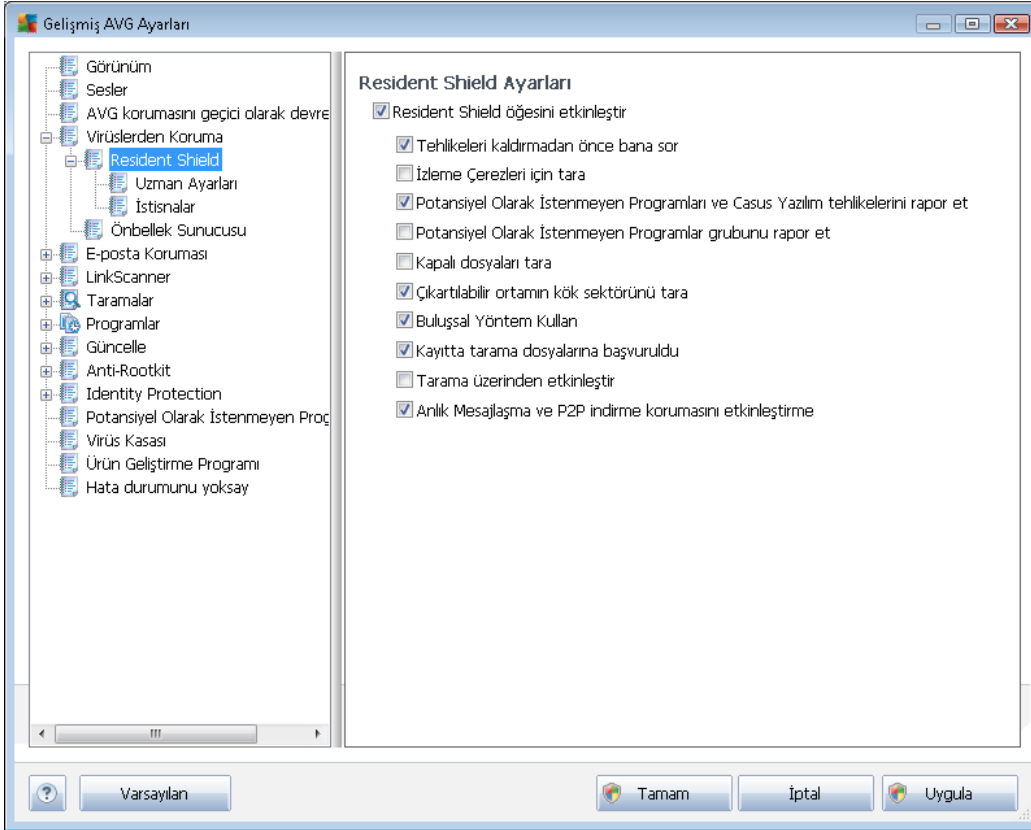 Gelişmiş AVG Ayarları
Görünüm
Sesler
AVG korumasını geçici olarak devre
Virüslerden Koruma
Resident Shield
Uzman Ayarları
İstisnalar
Önbellek Sunucusu
E-posta Koruması
LinkScanner
Taramalar
Programlar
Güncelle
Anti-Rootkit
Identity Protection
Potansiyel Olarak İstenmeyen Prog
Virüs Kasası
Ürün Geliştirme Programı
Hata durumunu yoksay
Resident Shield Ayarları
Resident Shield öğesini etkinleştir
Tehlikeleri kaldırmadan önce bana sor
İzleme Çerezleri için tara
Potansiyel Olarak İstenmeyen Programları ve Casus Yazılım tehlikelerini rapor et
Potansiyel Olarak İstenmeyen Programlar grubunu rapor et
Kapalı dosyaları tara
Çıkartılabilir ortamın kök sektörünü tara
Buluşsal Yöntem Kullan
Kayıtta tarama dosyalarına başvuruldu
Tarama üzerinden etkinleştir
Anlık Mesajlaşma ve P2P indirme korumasını etkinleştirme
?
Varsayılan
Tamam
İptal
Uygula